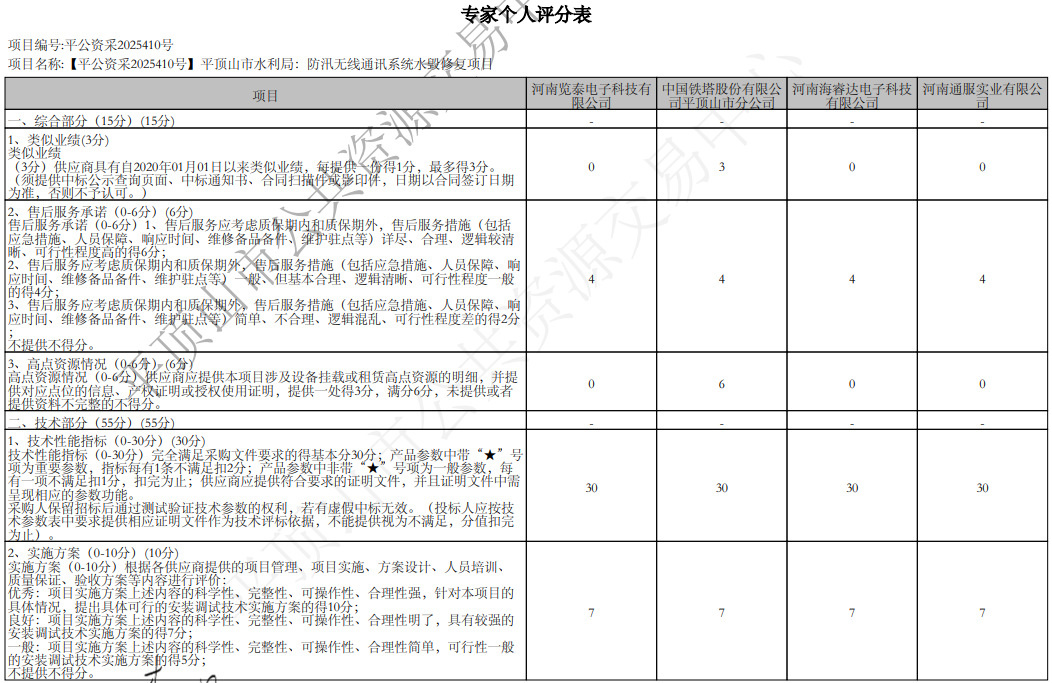 专家个人评分表
项目编号:平公资采2025410号
项目名称:【平公资采2025410号】平顶山市水利局：防汛无线通讯系统水毁修复项目
项目
河南览泰电子科技有限公司
中国铁塔股份有限公司平顶山市分公司
河南海睿达电子科技有限公司
河南通服实业有限公司
一、综合部分（15分）(15分)
-
-
-
-
1、类似业绩(3分)
类似业绩
（3分）供应商具有自2020年01月01日以来类似业绩，每提供一份得1分，最多得3分。
（须提供中标公示查询页面、中标通知书、合同扫描件或影印件，日期以合同签订日期
为准，否则不予认可。）
0
3
0
0
2、售后服务承诺（0-6分）(6分)
售后服务承诺（0-6分）1、售后服务应考虑质保期内和质保期外，售后服务措施（包括
应急措施、人员保障、响应时间、维修备品备件、维护驻点等）详尽、合理、逻辑较清
晰、可行性程度高的得6分；
2、售后服务应考虑质保期内和质保期外，售后服务措施（包括应急措施、人员保障、响
应时间、维修备品备件、维护驻点等）一般、但基本合理、逻辑清晰、可行性程度一般
的得4分；
3、售后服务应考虑质保期内和质保期外，售后服务措施（包括应急措施、人员保障、响
应时间、维修备品备件、维护驻点等）简单、不合理、逻辑混乱、可行性程度差的得2分
；
不提供不得分。
4
4
4
4
3、高点资源情况（0-6分）(6分)
高点资源情况（0-6分）供应商应提供本项目涉及设备挂载或租赁高点资源的明细，并提
供对应点位的信息、产权证明或授权使用证明，提供一处得3分，满分6分，未提供或者
提供资料不完整的不得分。
0
6
0
0
二、技术部分（55分）(55分)
-
-
-
-
1、技术性能指标（0-30分）(30分)
技术性能指标（0-30分）完全满足采购文件要求的得基本分30分；产品参数中带“★”号
项为重要参数，指标每有1条不满足扣2分；产品参数中非带“★”号项为一般参数，每
有一项不满足扣1分，扣完为止；供应商应提供符合要求的证明文件，并且证明文件中需
呈现相应的参数功能。
采购人保留招标后通过测试验证技术参数的权利，若有虚假中标无效。（投标人应按技
术参数表中要求提供相应证明文件作为技术评标依据，不能提供视为不满足，分值扣完
为止）。
30
30
30
30
2、实施方案（0-10分）(10分)
实施方案（0-10分）根据各供应商提供的项目管理、项目实施、方案设计、人员培训、
质量保证、验收方案等内容进行评价:
优秀：项目实施方案上述内容的科学性、完整性、可操作性、合理性强，针对本项目的
具体情况，提出具体可行的安装调试技术实施方案的得10分；
良好：项目实施方案上述内容的科学性、完整性、可操作性、合理性明了，具有较强的
安装调试技术实施方案的得7分；
一般：项目实施方案上述内容的科学性、完整性、可操作性、合理性简单，可行性一般
的安装调试技术实施方案的得5分；
不提供不得分。
7
7
7
7
平顶山市公共资源交易中
平顶山市公共资源交易中心